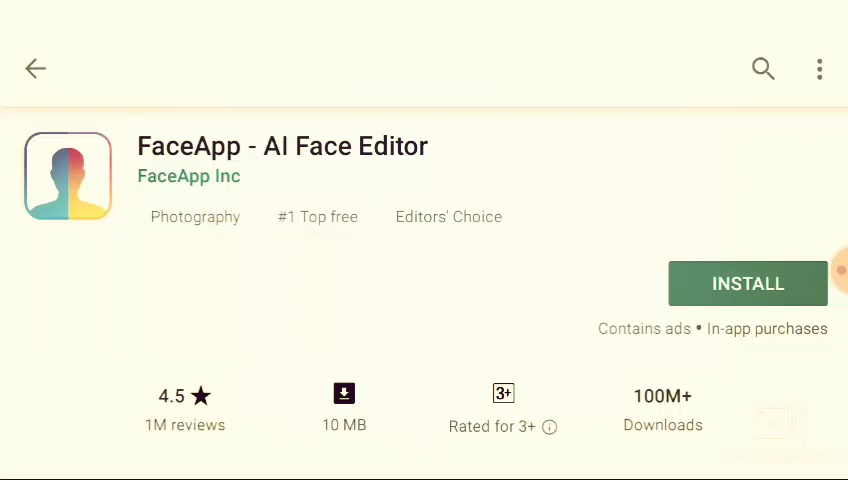 FaceApp - AI Face Editor
FaceApp Inc
Photography #1 Top free Editors' Choice
INSTALL
Contains ads • In-app purchases
4.5 ★ 3+ 100M+
1M reviews 10 MB Rated for 3+ Downloads